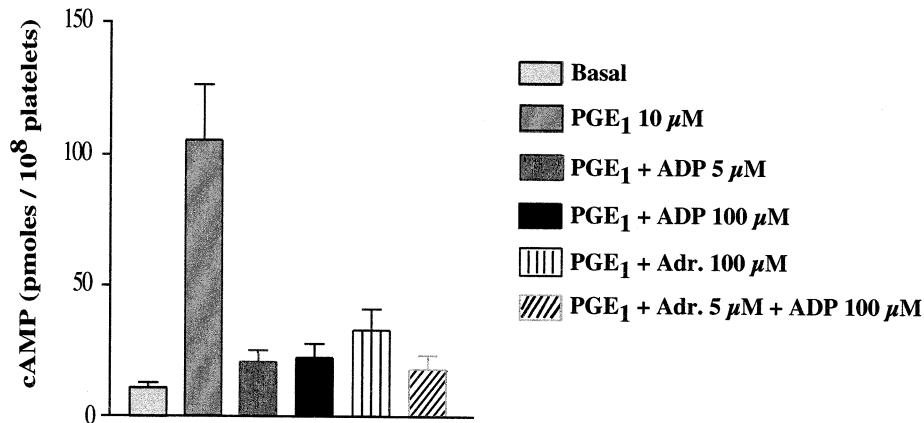 cAMP (pmoles / 10⁸ platelets)
150
100
50
0
Basal
PGE₁ 10 µM
PGE₁ + ADP 5 µM
PGE₁ + ADP 100 µM
PGE₁ + Adr. 100 µM
PGE₁ + Adr. 5 µM + ADP 100 µM